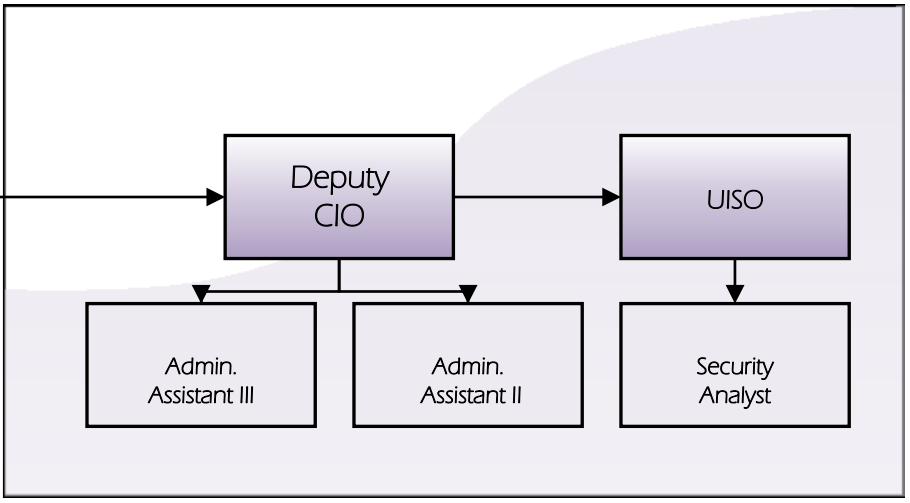 Deputy
CIO
UISO
Admin.
Assistant III
Admin.
Assistant II
Security
Analyst